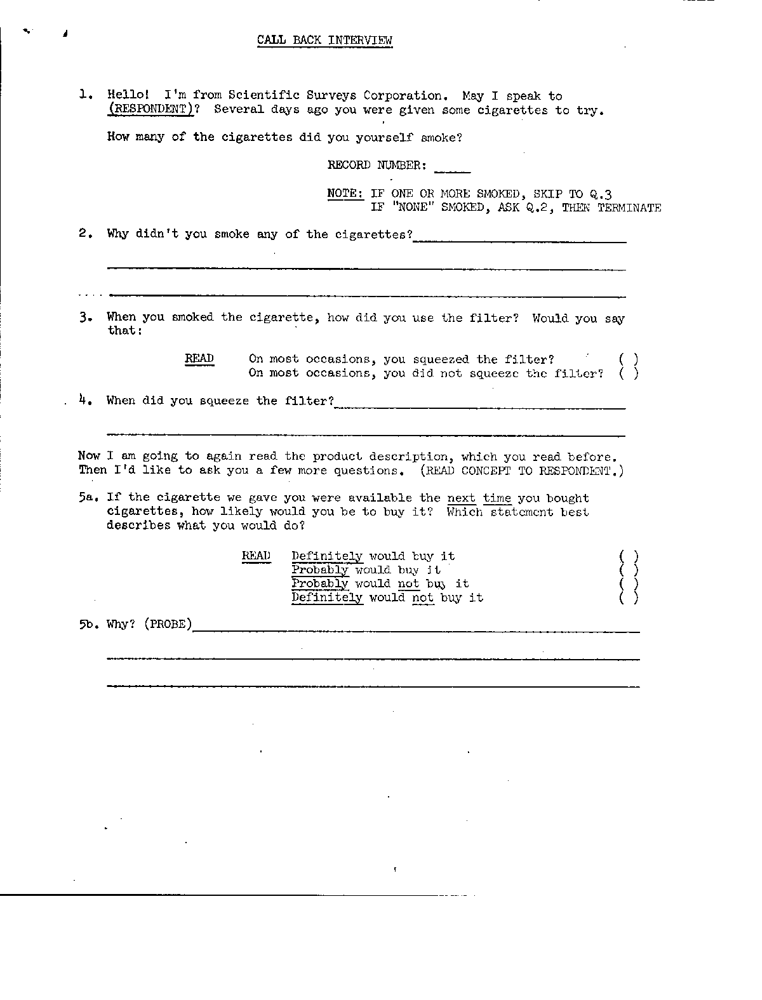 CALL BACK INTERVIEW
1. Hello! I'm from Scientific Surveys Corporation. May I speak to
(RESPONDENT)? Several days ago you were given some cigarettes to try.
How many of the cigarettes did you yourself smoke?
RECORD NUMBER: _____
NOTE: IF ONE OR MORE SMOKED, SKIP TO Q.3
IF "NONE" SMOKED, ASK Q.2, THEN TERMINATE
2. Why didn't you smoke any of the cigarettes?
3. When you smoked the cigarette, how did you use the filter? Would you say
that:
READ On most occasions, you squeezed the filter? ( )
On most occasions, you did not squeeze the filter? ( )
4. When did you squeeze the filter?
Now I am going to again read the product description, which you read before.
Then I'd like to ask you a few more questions. (READ CONCEPT TO RESPONDENT.)
5a. If the cigarette we gave you were available the next time you bought
cigarettes, how likely would you be to buy it? Which statement best
describes what you would do?
READ Definitely would buy it ( )
Probably would buy it ( )
Probably would not buy it ( )
Definitely would not buy it ( )
5b. Why? (PROBE)